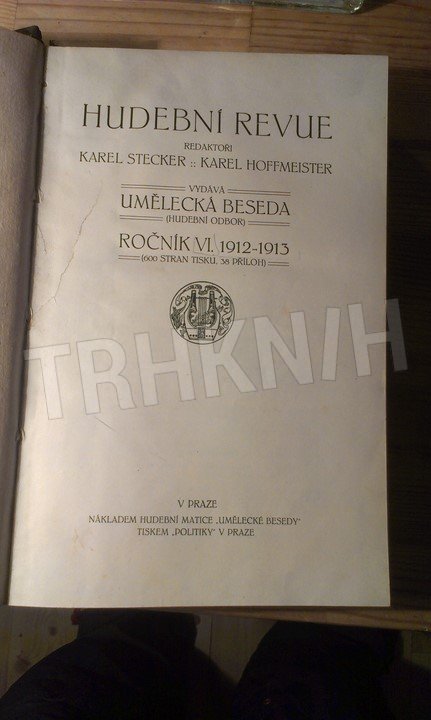 HUDEBNÍ REVUE
REDAKTOŘI
KAREL STECKER :: KAREL HOFFMEISTER
VYDÁVÁ
UMĚLECKÁ BESEDA
(HUDEBNÍ ODBOR)
ROČNÍK VI. 1912-1913
(600 STRAN TISKU, 38 PŘÍLOH)
TRHKNIH
V PRAZE
NÁKLADEM HUDEBNÍ MATICE „UMĚLECKÉ BESEDY“
TISKEM „POLITIKY“ V PRAZE